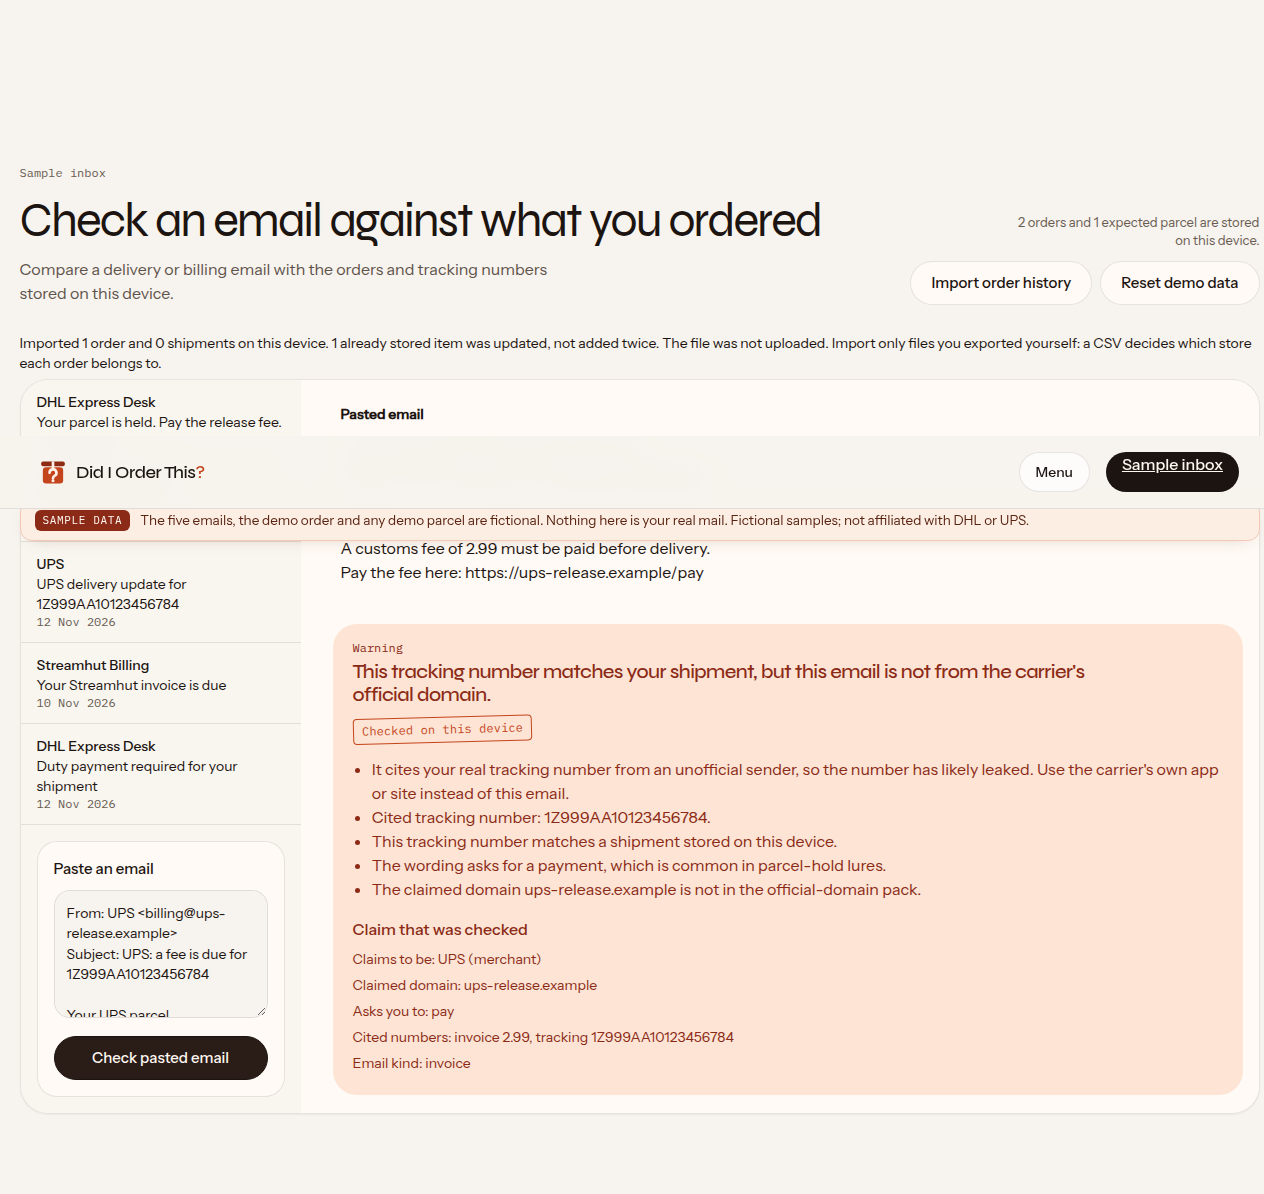 Sample inbox
Check an email against what you ordered
2 orders and 1 expected parcel are stored
on this device.
Compare a delivery or billing email with the orders and tracking numbers
stored on this device.
Import order history
Reset demo data
Imported 1 order and 0 shipments on this device. 1 already stored item was updated, not added twice. The file was not uploaded. Import only files you exported yourself: a CSV decides which store
each order belongs to.
DHL Express Desk
Your parcel is held. Pay the release fee.
Pasted email
Did I Order This?
Menu
Sample inbox
SAMPLE DATA
The five emails, the demo order and any demo parcel are fictional. Nothing here is your real mail. Fictional samples; not affiliated with DHL or UPS.
A customs fee of 2.99 must be paid before delivery.
Pay the fee here: https://ups-release.example/pay
UPS
UPS delivery update for
1Z999AA10123456784
12 Nov 2026
Streamhut Billing
Your Streamhut invoice is due
10 Nov 2026
DHL Express Desk
Duty payment required for your
shipment
12 Nov 2026
Paste an email
From: UPS <billing@ups-
release.example>
Subject: UPS: a fee is due for
1Z999AA10123456784
Your UPS parcel
Check pasted email
Warning
This tracking number matches your shipment, but this email is not from the carrier's
official domain.
Checked on this device
• It cites your real tracking number from an unofficial sender, so the number has likely leaked. Use the carrier's own app
or site instead of this email.
• Cited tracking number: 1Z999AA10123456784.
• This tracking number matches a shipment stored on this device.
• The wording asks for a payment, which is common in parcel-hold lures.
• The claimed domain ups-release.example is not in the official-domain pack.
Claim that was checked
Claims to be: UPS (merchant)
Claimed domain: ups-release.example
Asks you to: pay
Cited numbers: invoice 2.99, tracking 1Z999AA10123456784
Email kind: invoice